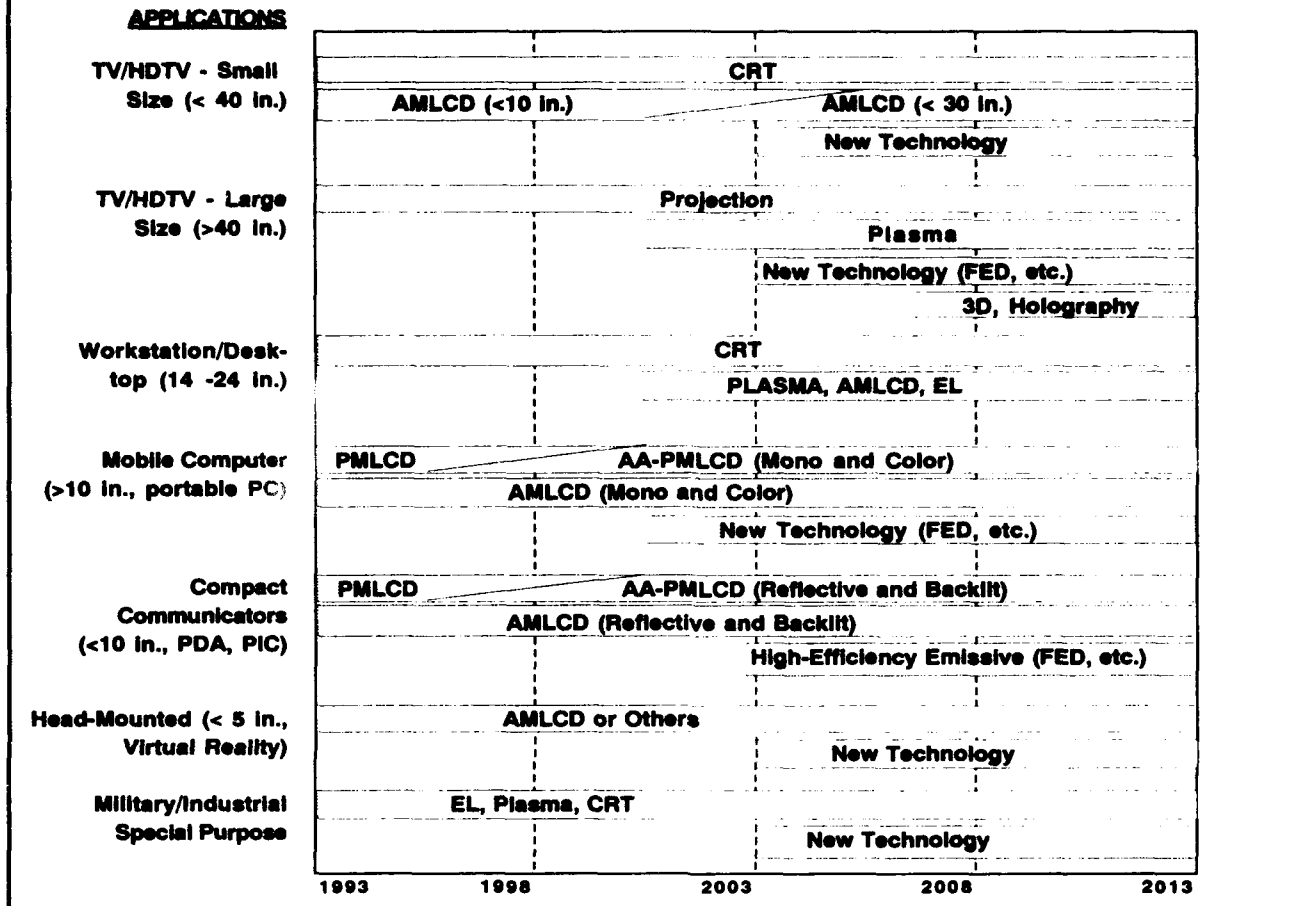 APPLICATIONS
TV/HDTV - Small
Size (< 40 in.)
CRT
AMLCD (<10 in.)
AMLCD (< 30 in.)
New Technology
TV/HDTV - Large
Size (>40 in.)
Projection
Plasma
New Technology (FED, etc.)
3D, Holography
Workstation/Desk-
top (14 -24 in.)
CRT
PLASMA, AMLCD, EL
Mobile Computer
(>10 in., portable PC)
PMLCD
AA-PMLCD (Mono and Color)
AMLCD (Mono and Color)
New Technology (FED, etc.)
Compact
Communicators
(<10 in., PDA, PIC)
PMLCD
AA-PMLCD (Reflective and Backlit)
AMLCD (Reflective and Backlit)
High-Efficiency Emissive (FED, etc.)
Head-Mounted (< 5 in.,
Virtual Reality)
AMLCD or Others
New Technology
Military/Industrial
Special Purpose
EL, Plasma, CRT
New Technology
1993 1998 2003 2008 2013